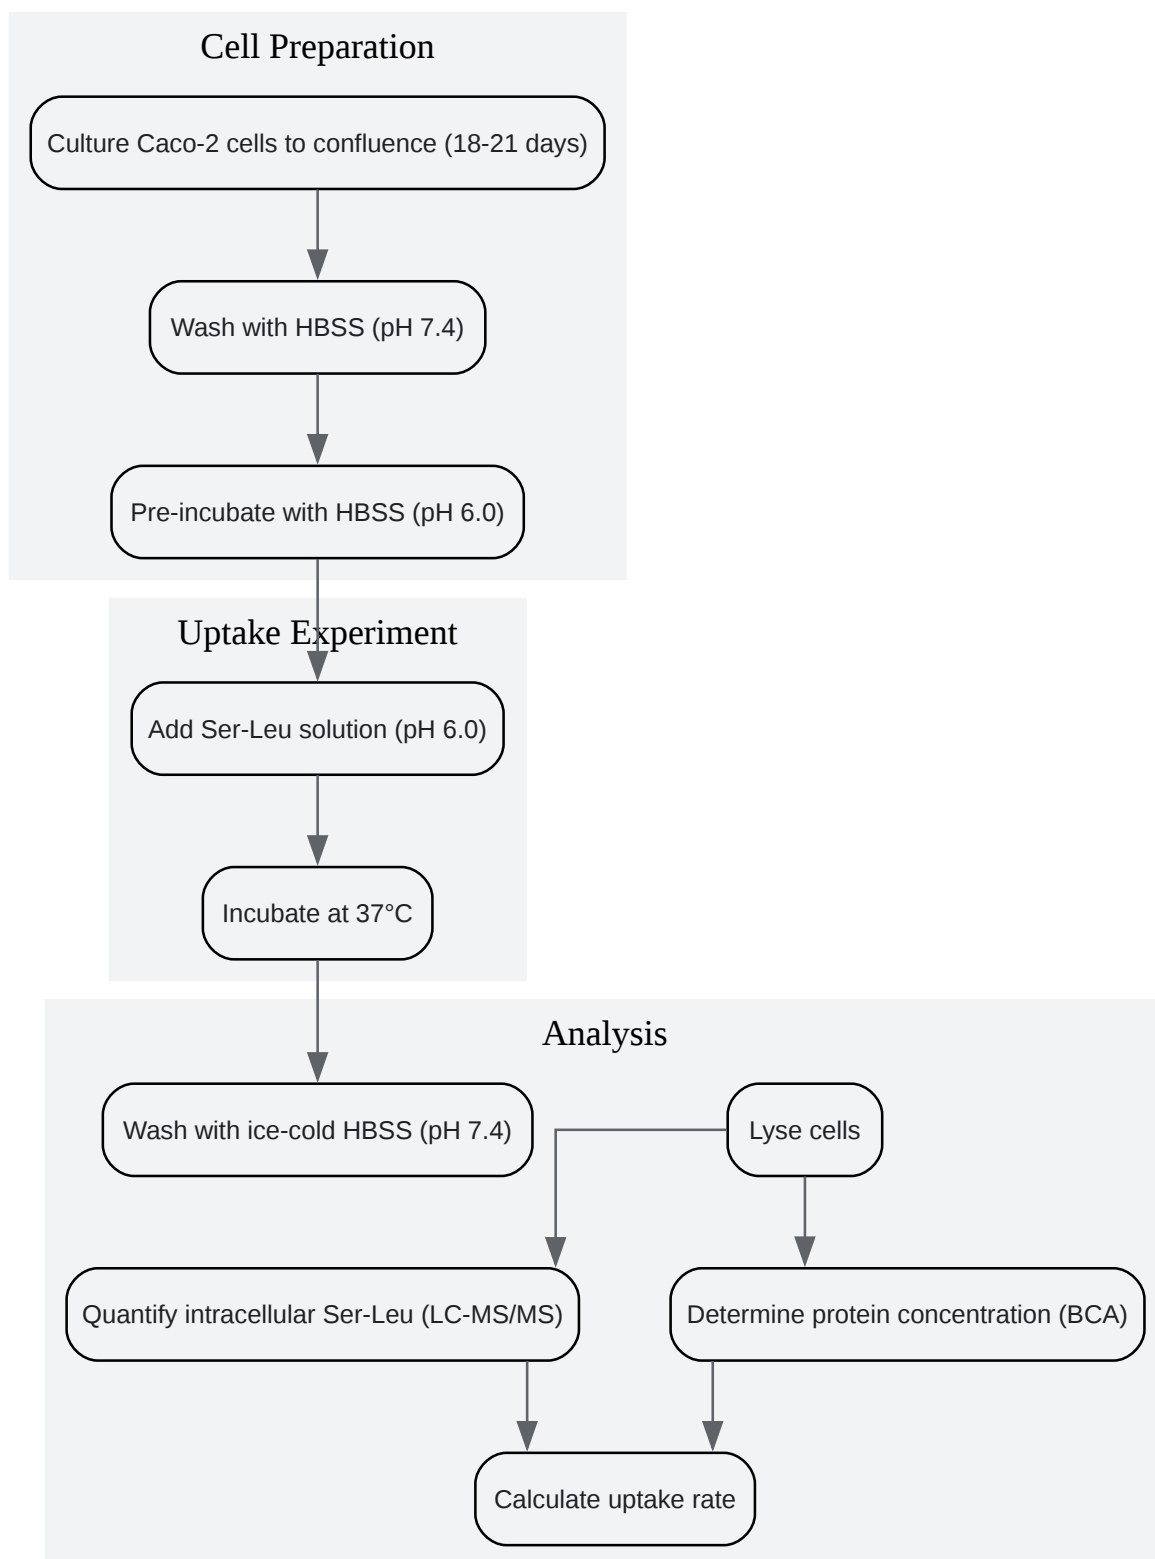 Cell Preparation
Culture Caco-2 cells to confluence (18-21 days)
Wash with HBSS (pH 7.4)
Pre-incubate with HBSS (pH 6.0)
Uptake Experiment
Add Ser-Leu solution (pH 6.0)
Incubate at 37°C
Analysis
Wash with ice-cold HBSS (pH 7.4)
Lyse cells
Quantify intracellular Ser-Leu (LC-MS/MS)
Determine protein concentration (BCA)
Calculate uptake rate